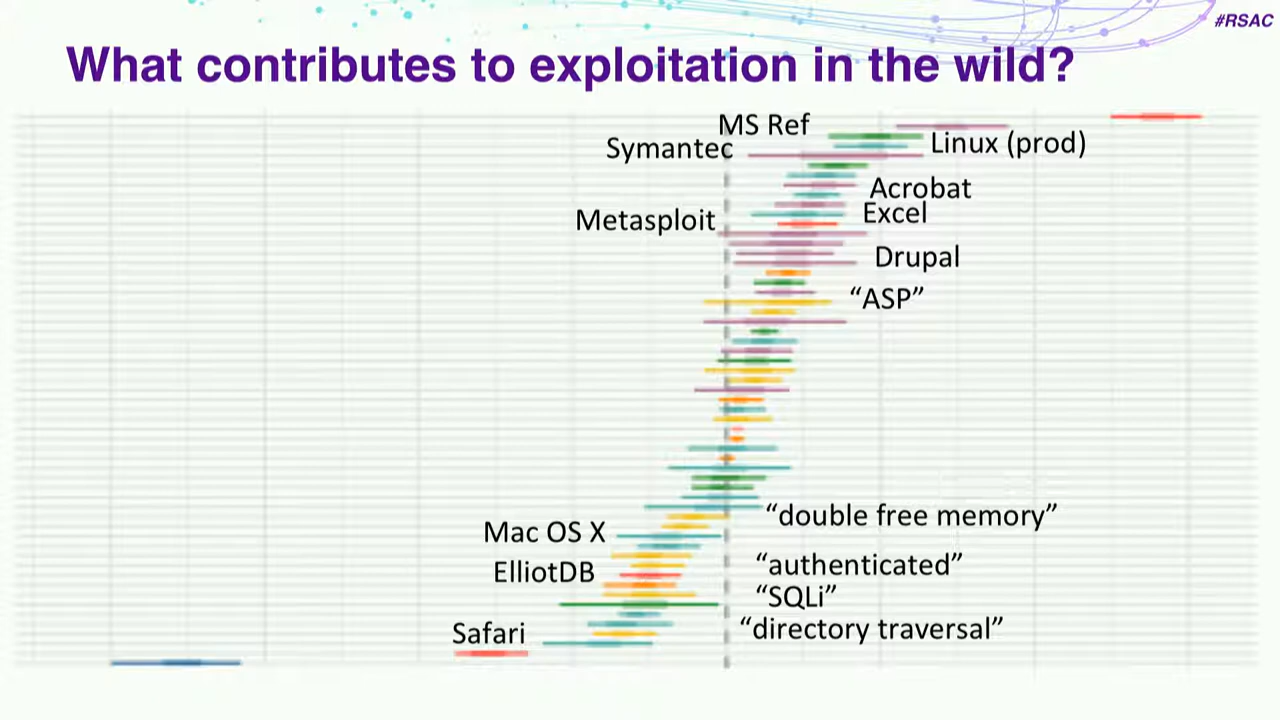 #RSAC
What contributes to exploitation in the wild?
MS Ref
Linux (prod)
Symantec
Acrobat
Excel
Metasploit
Drupal
“ASP”
“double free memory”
Mac OS X
“authenticated”
ElliotDB
“SQLi”
“directory traversal”
Safari